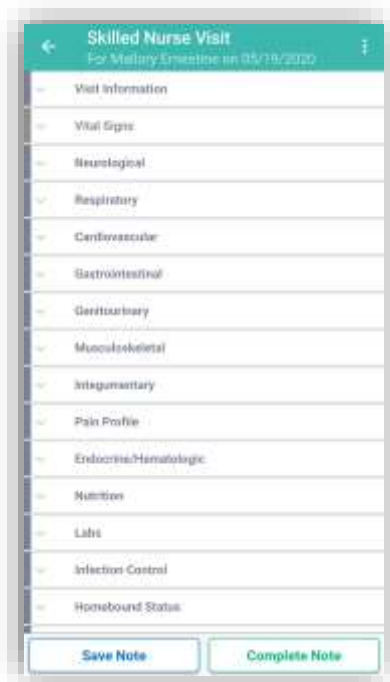 Skilled Nurse Visit
For Mallory Ernestine on 05/19/2020
Visit Information
Vital Signs
Neurological
Respiratory
Cardiovascular
Gastrointestinal
Genitourinary
Musculoskeletal
Integumentary
Pain Profile
Endocrine/Hematologic
Nutrition
Labs
Infection Control
Homebound Status
Save Note
Complete Note